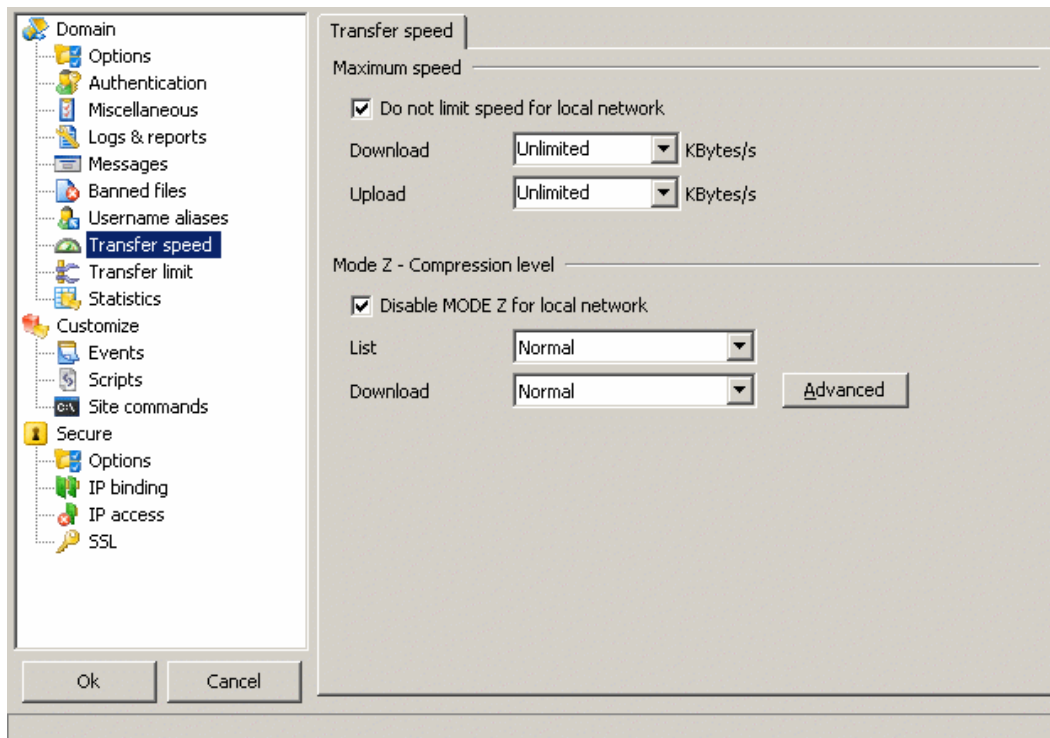 Domain
Options
Authentication
Miscellaneous
Logs & reports
Messages
Banned files
Username aliases
Transfer speed
Transfer limit
Statistics
Customize
Events
Scripts
Site commands
Secure
Options
IP binding
IP access
SSL
Ok Cancel
Transfer speed
Maximum speed
Do not limit speed for local network
Download Unlimited KBytes/s
Upload Unlimited KBytes/s
Mode Z - Compression level
Disable MODE Z for local network
List Normal
Download Normal Advanced